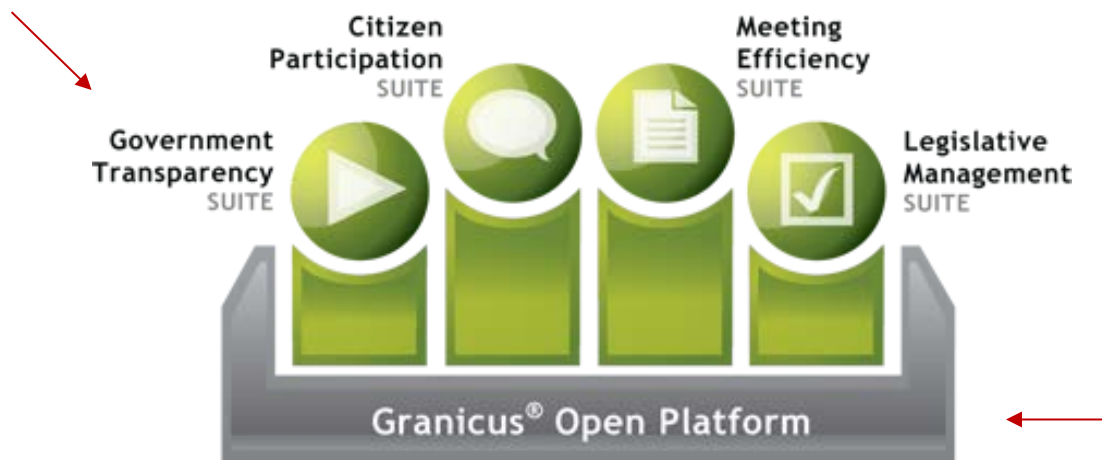 Citizen
Participation
SUITE
Meeting
Efficiency
SUITE
Government
Transparency
SUITE
Legislative
Management
SUITE
Granicus® Open Platform